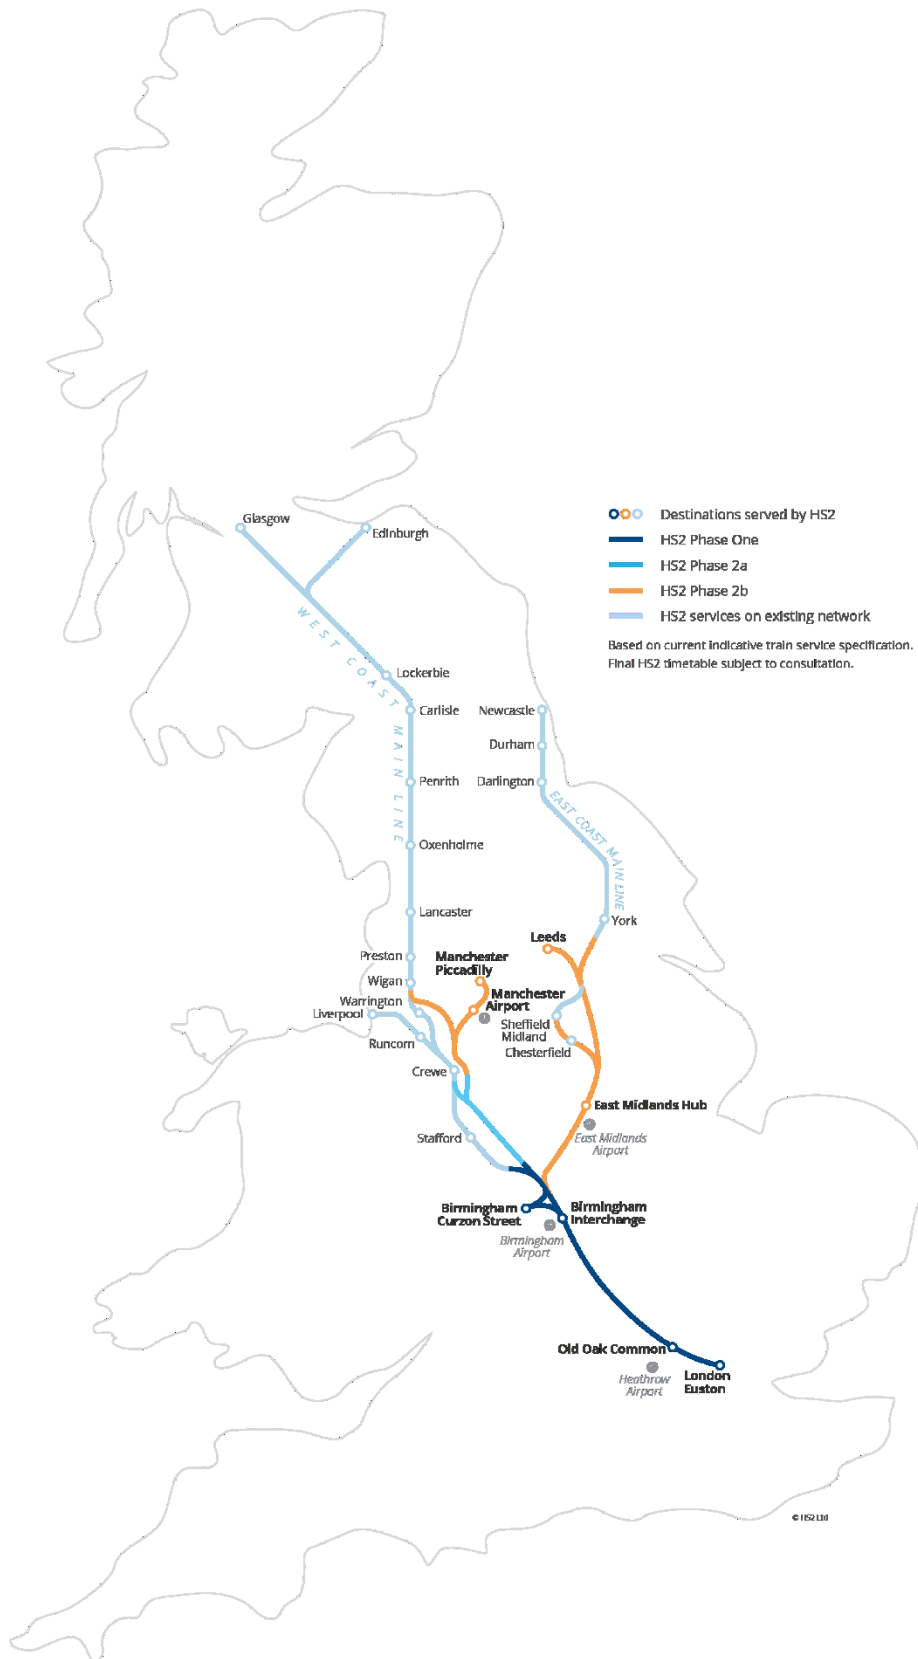 Glasgow
Edinburgh
Destinations served by HS2
HS2 Phase One
HS2 Phase 2a
HS2 Phase 2b
HS2 services on existing network
Based on current indicative train service specification.
Final HS2 timetable subject to consultation.
WEST COAST MAIN LINE
Lockerbie
Carlisle
Newcastle
Durham
Penrith
Darlington
EAST COAST MAIN LINE
Oxenholme
Lancaster
York
Leeds
Preston
Manchester
Piccadilly
Wigan
Manchester
Airport
Warrington
Liverpool
Sheffield
Midland
Runcorn
Chesterfield
Crewe
East Midlands Hub
East Midlands
Airport
Stafford
Birmingham
Curzon Street
Birmingham
Interchange
Birmingham
Airport
Old Oak Common
London
Euston
Heathrow
Airport
© HS2 Ltd